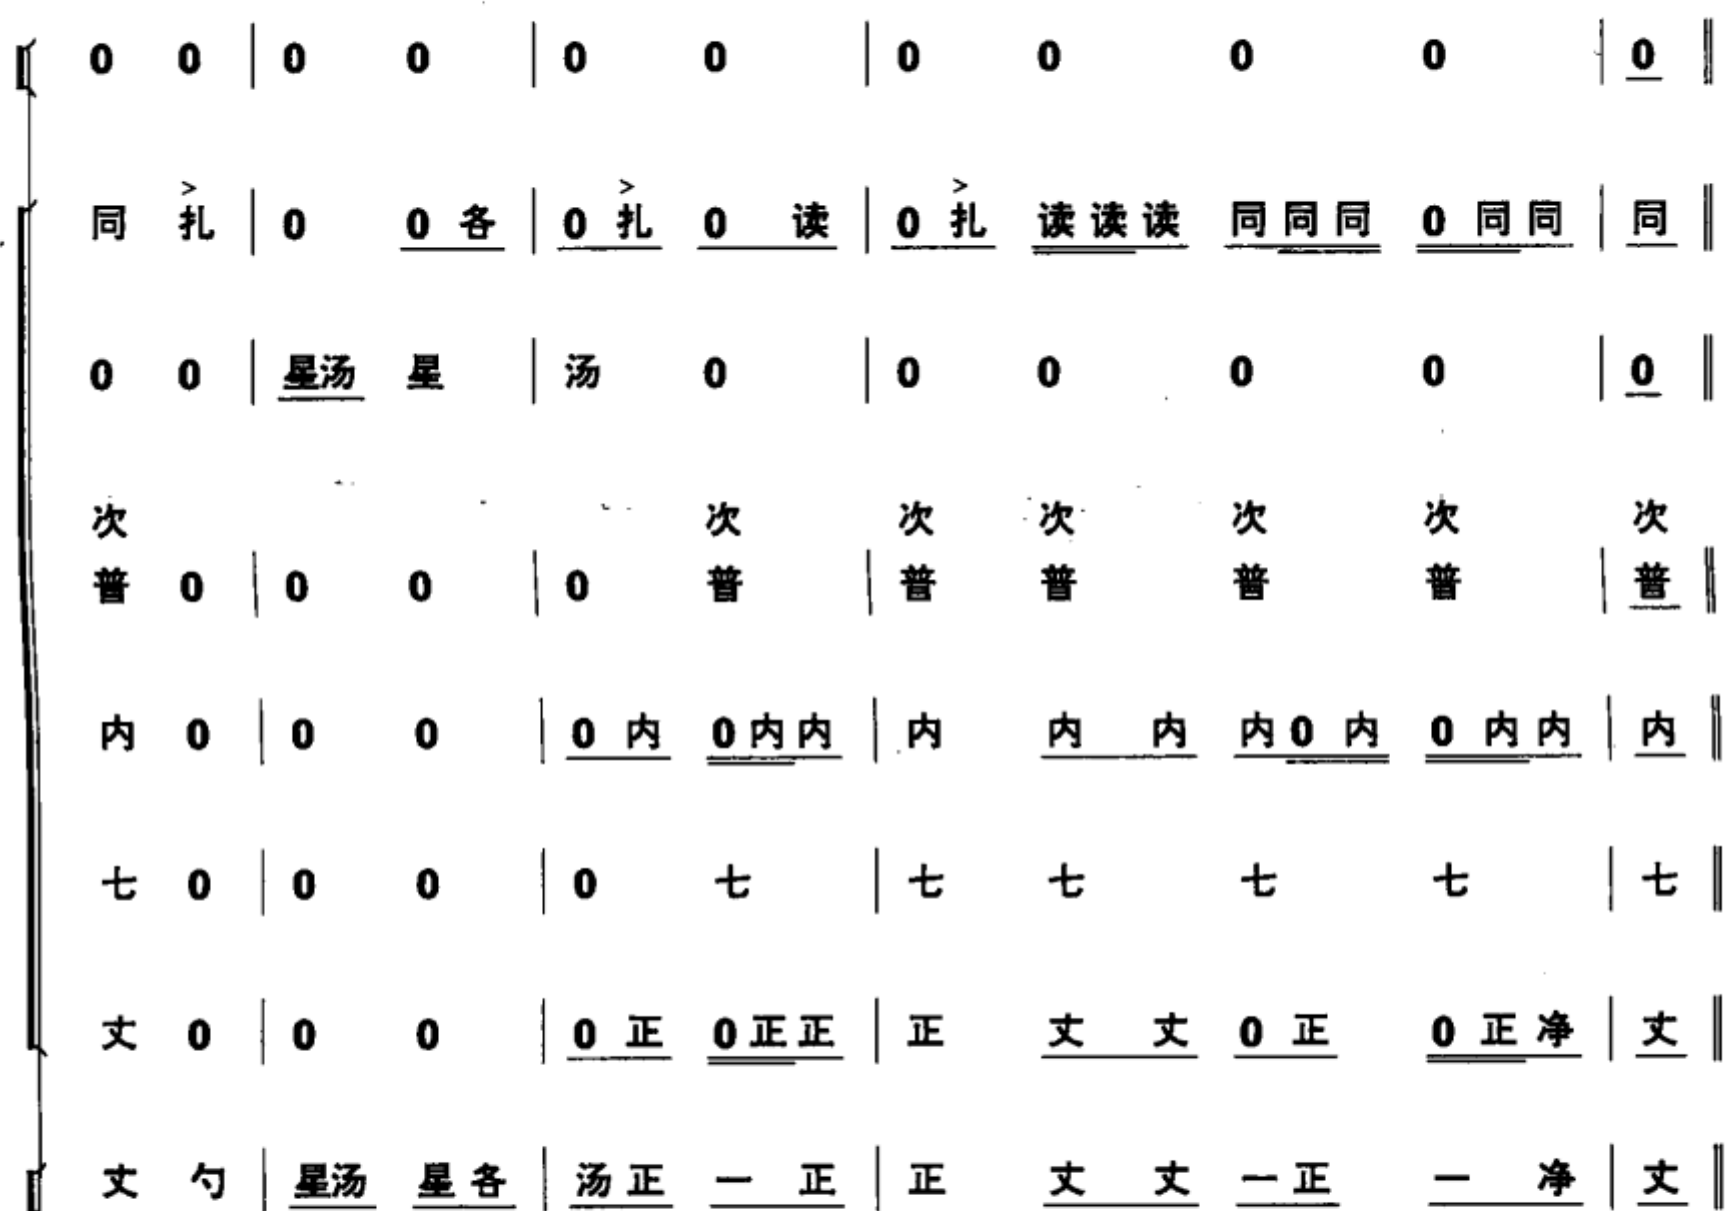 0 0 | 0 0 | 0 0 | 0 0 0 0 | 0 ‖
> > >
同 扎 | 0 0 各 | 0 扎 0 读 | 0 扎 读读读 同同同 0 同同 | 同 ‖
0 0 | 星汤 星 | 汤 0 | 0 0 0 0 | 0 ‖
次 次 次 次 次 次 次
普 0 | 0 0 | 0 普 | 普 普 普 普 | 普 ‖
内 0 | 0 0 | 0 内 0内内 | 内 内 内 内0 内 0 内内 | 内 ‖
七 0 | 0 0 | 0 七 | 七 七 七 七 | 七 ‖
丈 0 | 0 0 | 0 正 0正正 | 正 丈 丈 0 正 0 正净 | 丈 ‖
丈 勺 | 星汤 星各 | 汤正 一 正 | 正 丈 丈 一正 一 净 | 丈 ‖